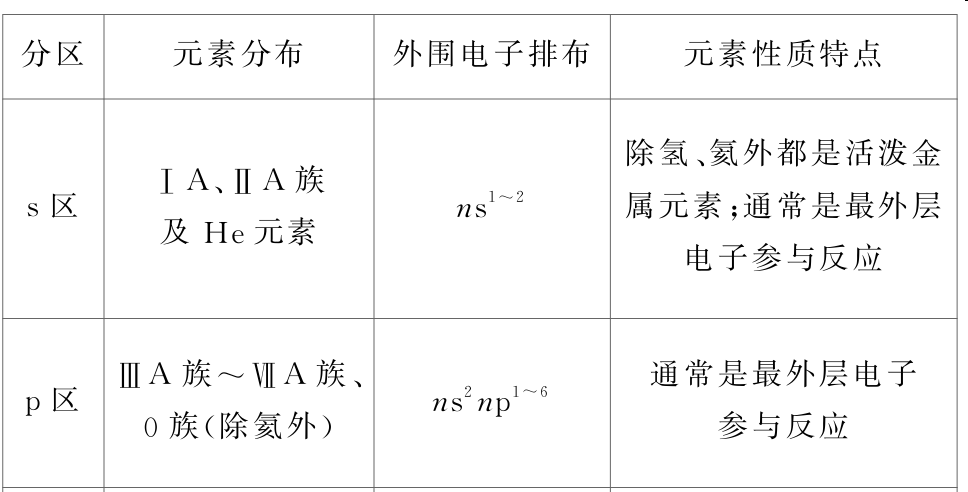 分区 元素分布 外围电子排布 元素性质特点
s区
ⅠA、ⅡA族
及 He元素
ns¹~²
除氢、氦外都是活泼金
属元素;通常是最外层
电子参与反应
p区
ⅢA族~ⅦA族、
0族(除氦外)
ns²np¹~⁶
通常是最外层电子
参与反应